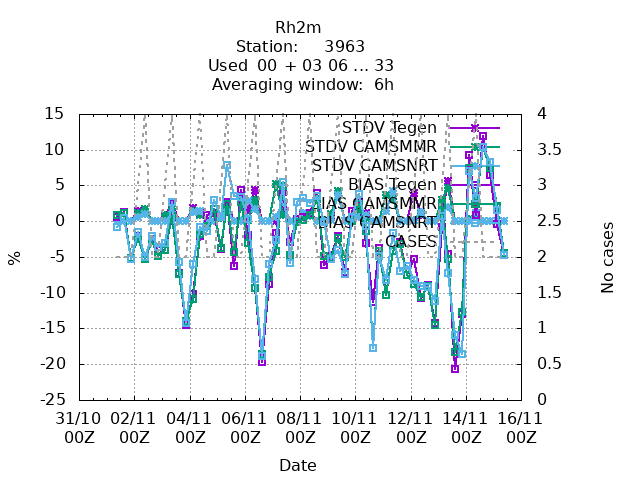 Rh2m
Station: 3963
Used 00 + 03 06 ... 33
Averaging window: 6h
15 4
STDV Tegen
STDV CAMSMMR
10 3.5
STDV CAMSNRT
BIAS Tegen
5 3
BIAS CAMSMMR
BIAS CAMSNRT
0 2.5
CASES
-5 2
% No cases
-10 1.5
-15 1
-20 0.5
-25 0
31/10 02/11 04/11 06/11 08/11 10/11 12/11 14/11 16/11
00Z 00Z 00Z 00Z 00Z 00Z 00Z 00Z 00Z
Date